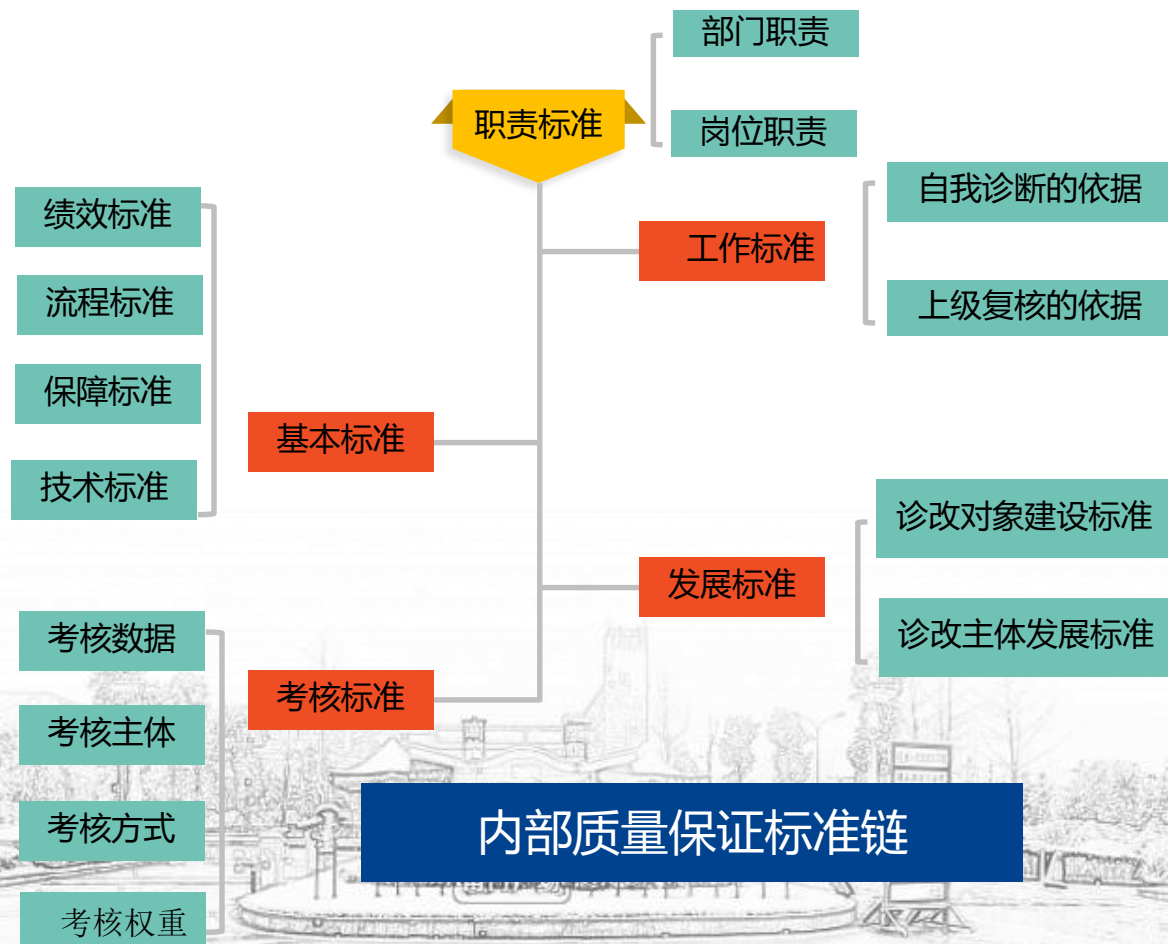 部门职责
职责标准
岗位职责
自我诊断的依据
绩效标准
工作标准
流程标准
上级复核的依据
保障标准
基本标准
技术标准
诊改对象建设标准
发展标准
诊改主体发展标准
考核数据
考核标准
考核主体
考核方式
内部质量保证标准链
考核权重